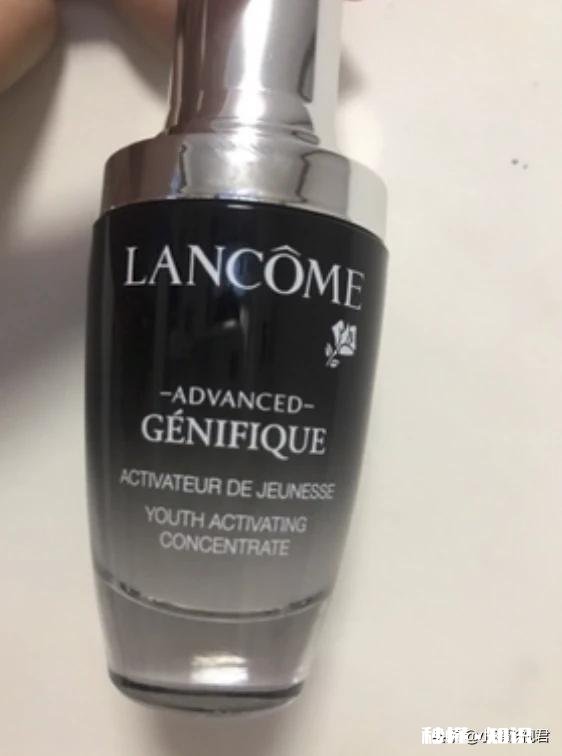 LANCÔME
-ADVANCED-
GÉNIFIQUE
ACTIVATEUR DE JEUNESSE
YOUTH ACTIVATING
CONCENTRATE